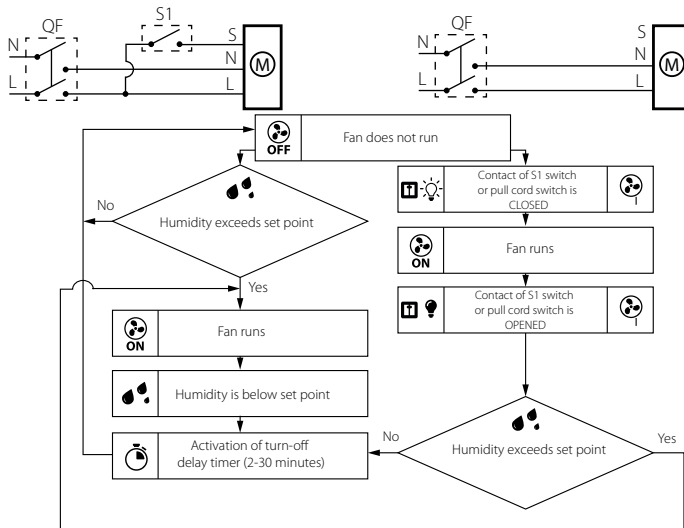 QF
S1
N
L
S
N
L
M
QF
N
L
S
N
L
M
OFF
Fan does not run
Humidity exceeds set point
No
Yes
Contact of S1 switch
or pull cord switch is
CLOSED
I
ON
Fan runs
Contact of S1 switch
or pull cord switch is
OPENED
I
ON
Fan runs
Humidity is below set point
Activation of turn-off
delay timer (2-30 minutes)
No
Humidity exceeds set point
Yes